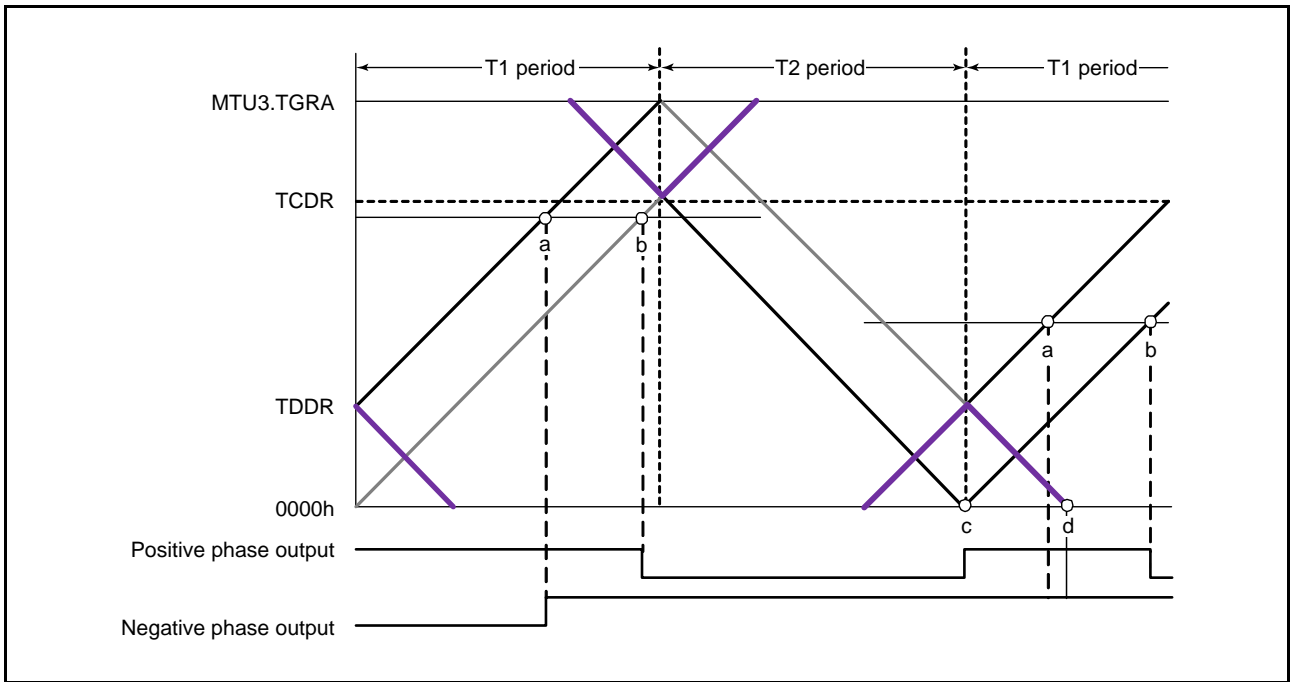 T1 period
T2 period
T1 period
MTU3.TGRA
TCDR
a
b
a
b
TDDR
0000h
c
d
Positive phase output
Negative phase output